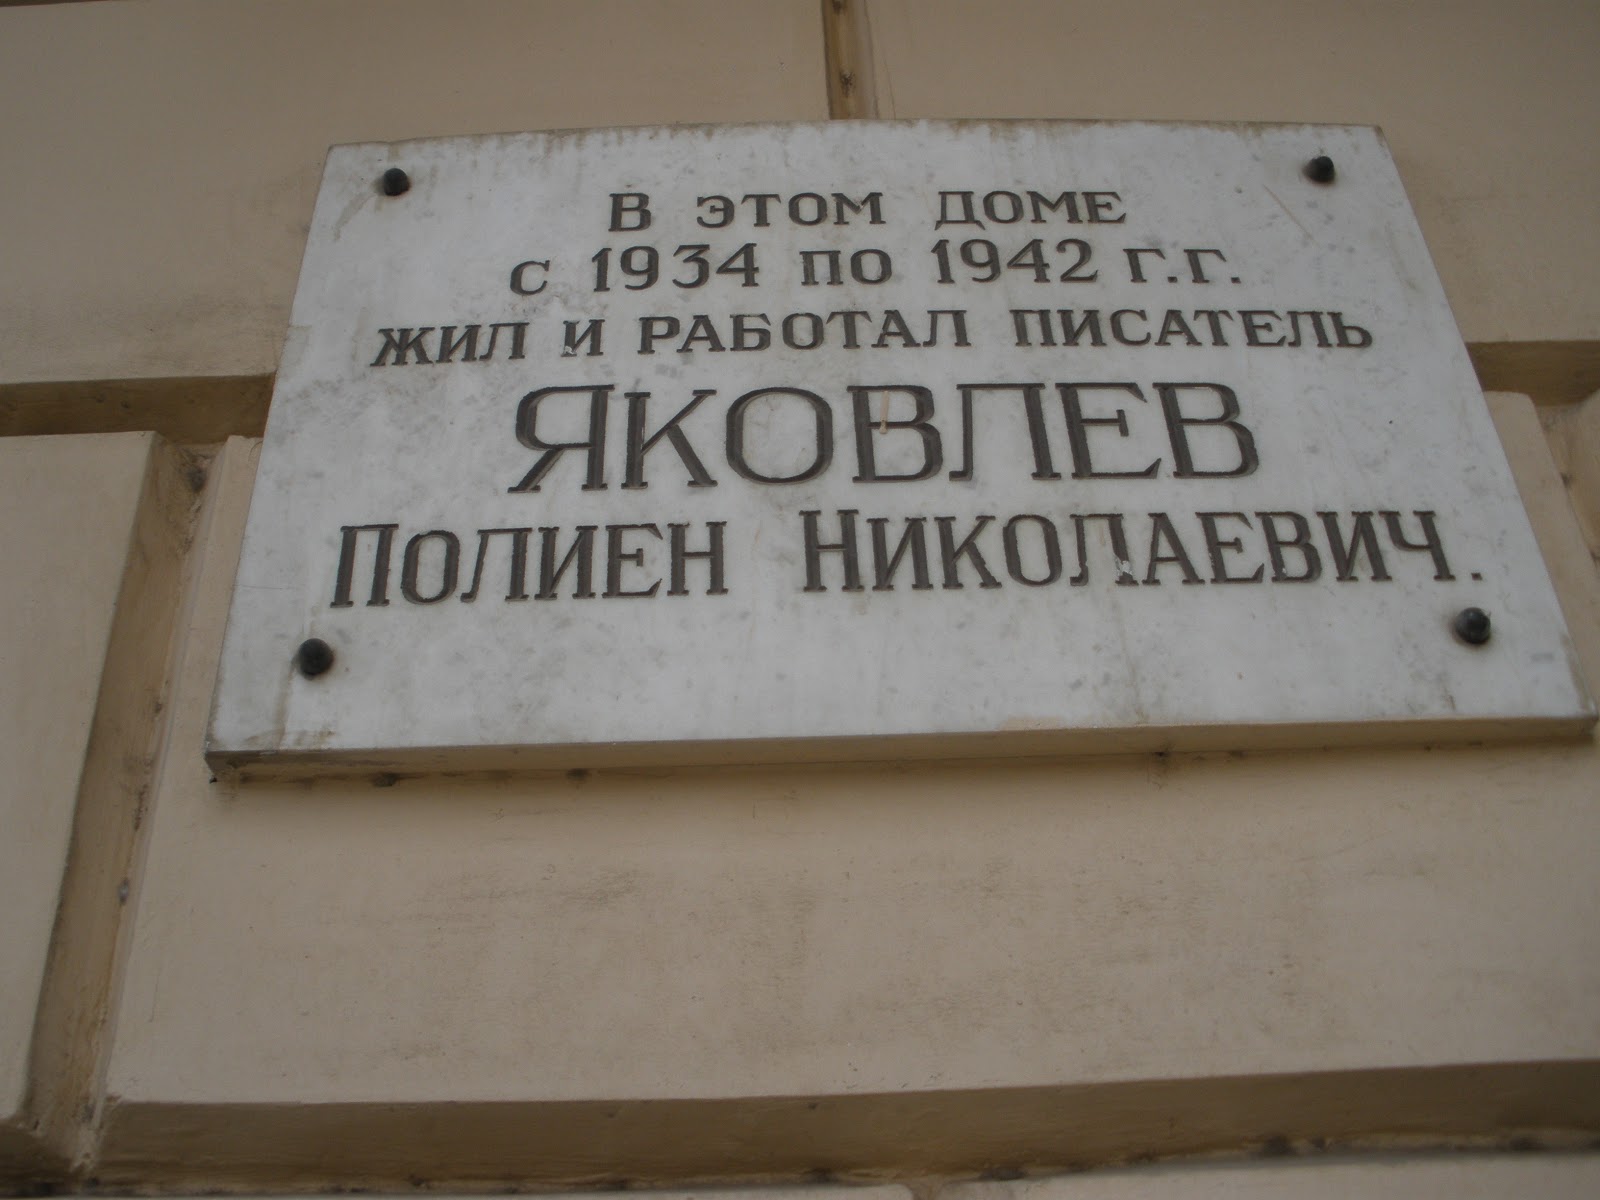 В ЭТОМ ДОМЕ
С 1934 ПО 1942 Г.Г.
ЖИЛ И РАБОТАЛ ПИСАТЕЛЬ
ЯКОВЛЕВ
ПОЛИЕН НИКОЛАЕВИЧ.